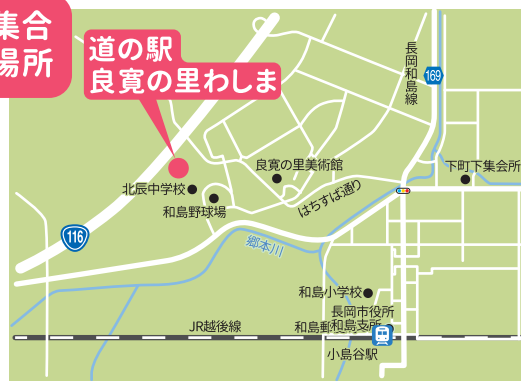 集合
場所
道の駅
良寛の里わしま
長岡和島線
169
良寛の里美術館
下町下集会所
北辰中学校
和島野球場
はちすば通り
116
郷本川
和島小学校
長岡市役所
和島支所
和島郵
JR越後線
小島谷駅